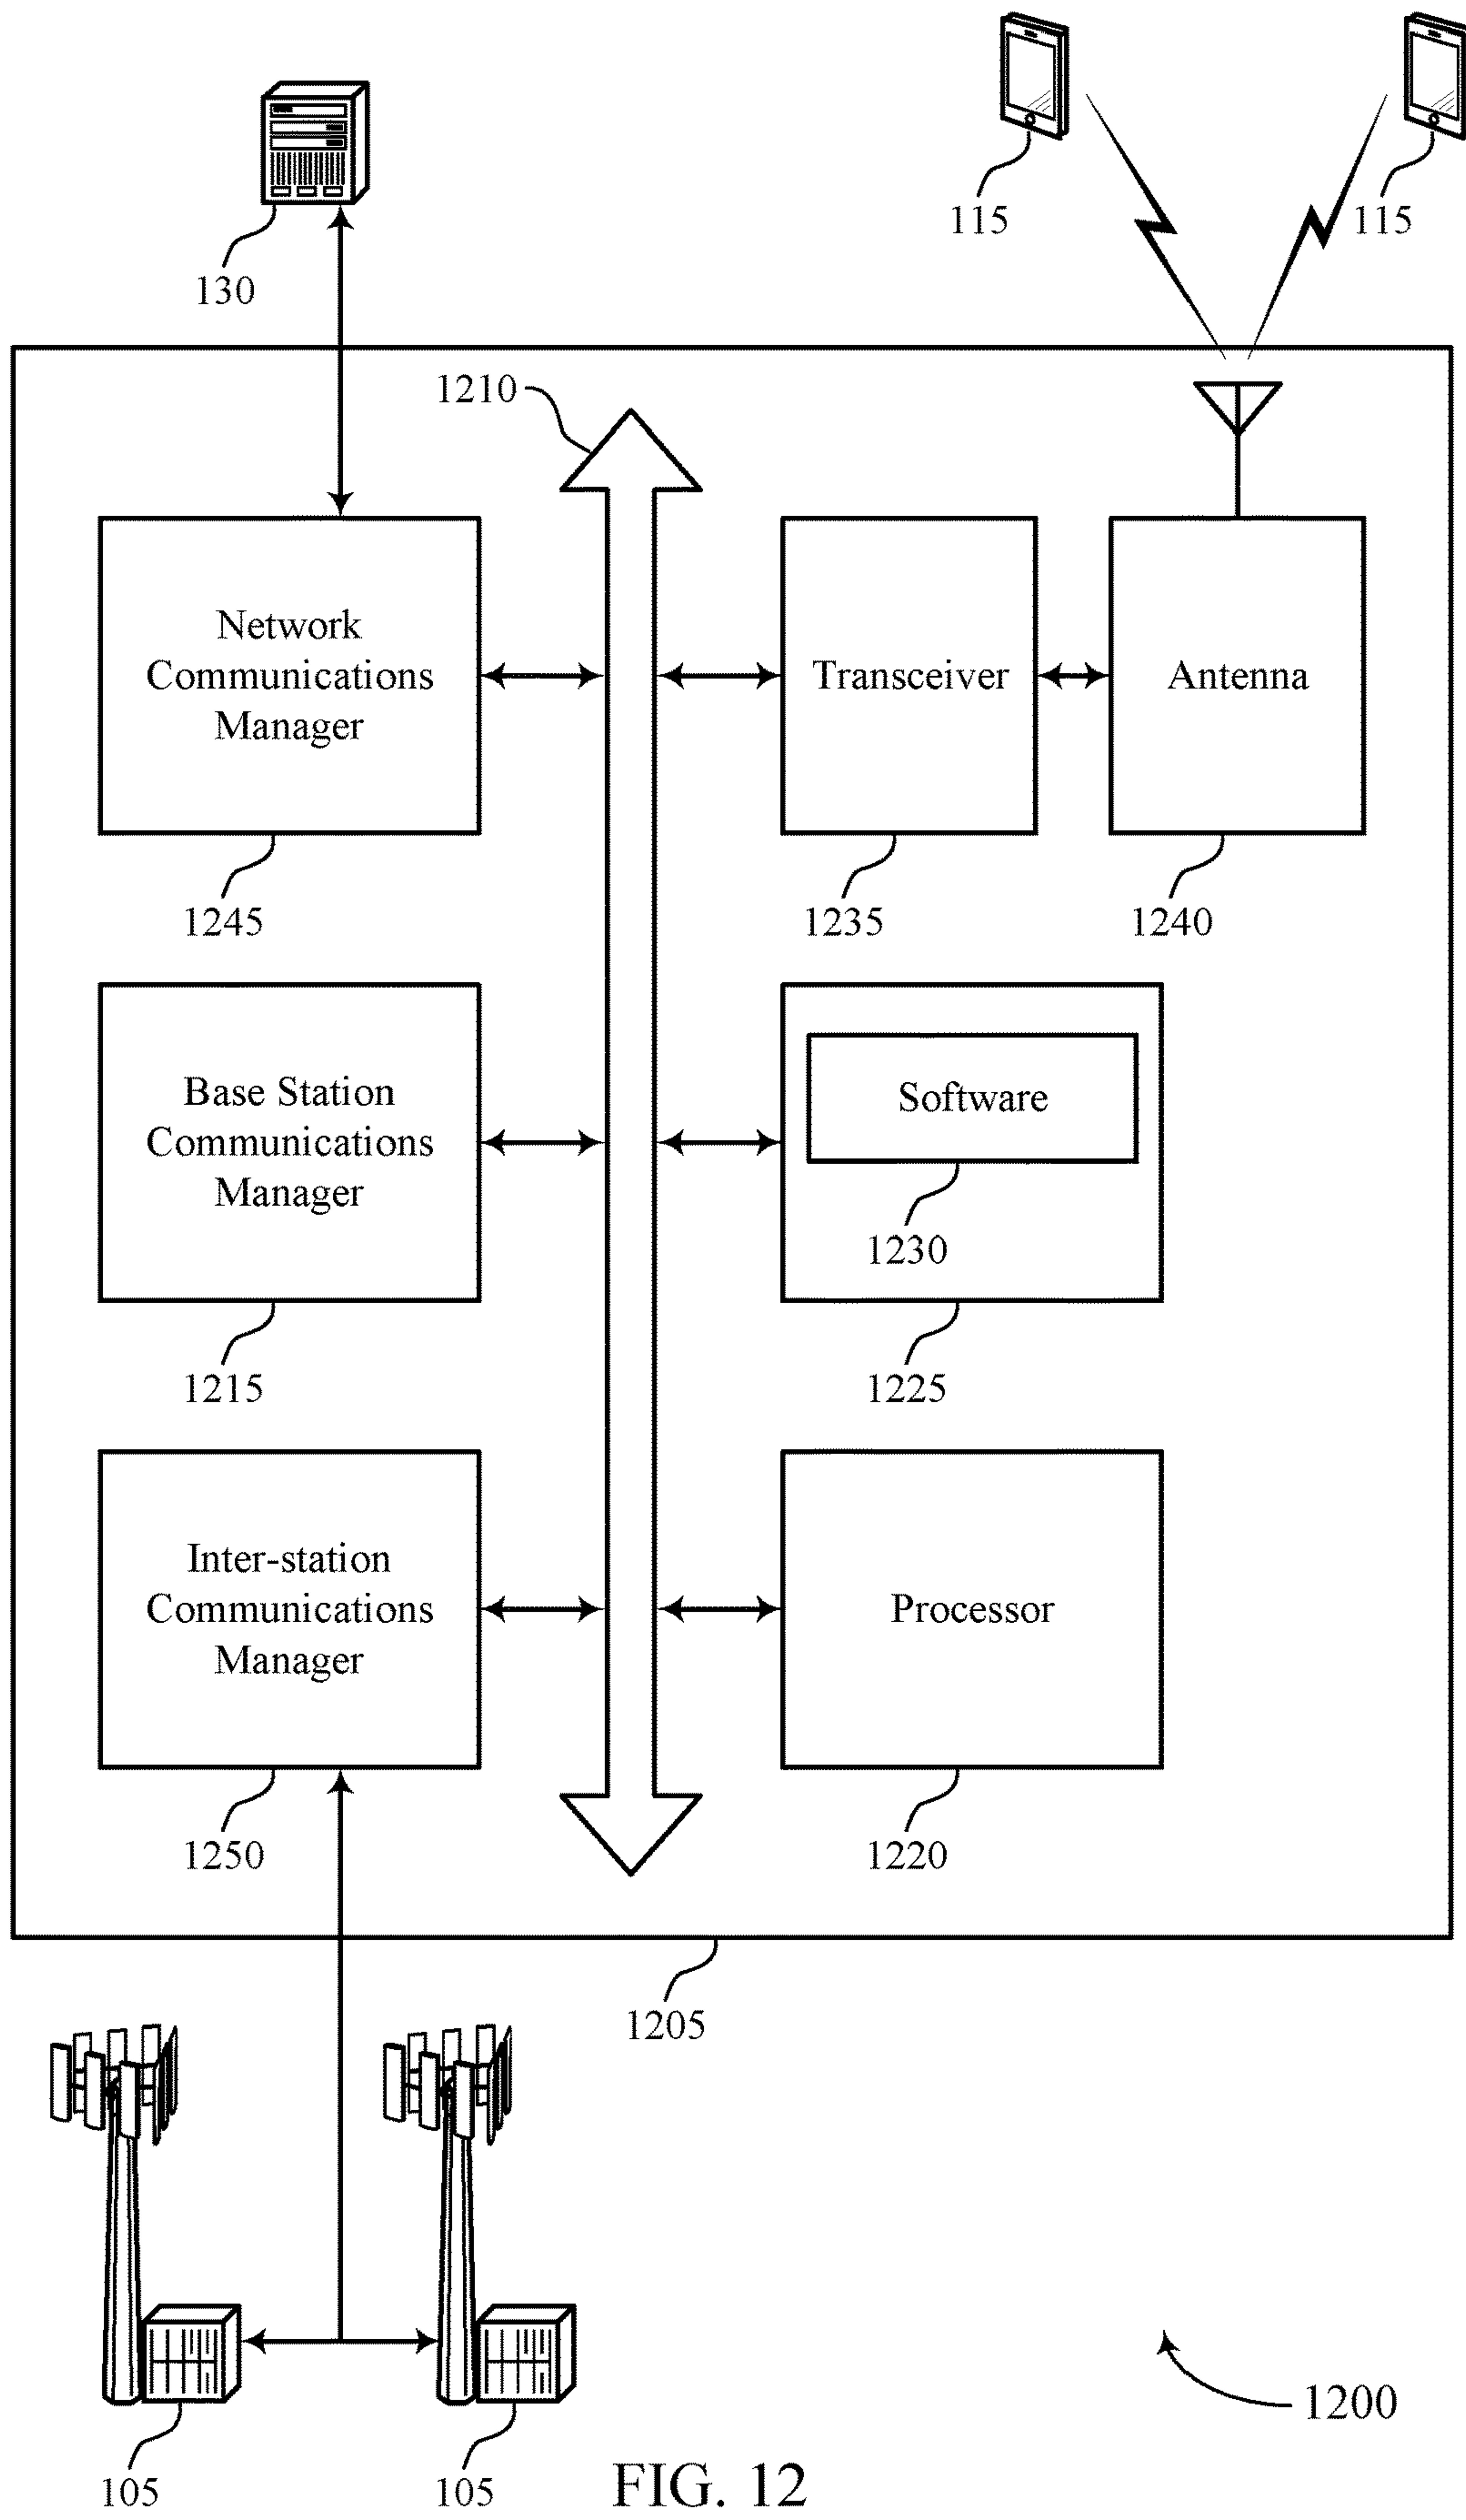 115
115
130
1210
Network
Communications
Manager
Transceiver
Antenna
1245
1235
1240
Base Station
Communications
Manager
Software
1230
1215
1225
Inter-station
Communications
Manager
Processor
1250
1220
1205
1200
105
105
FIG. 12